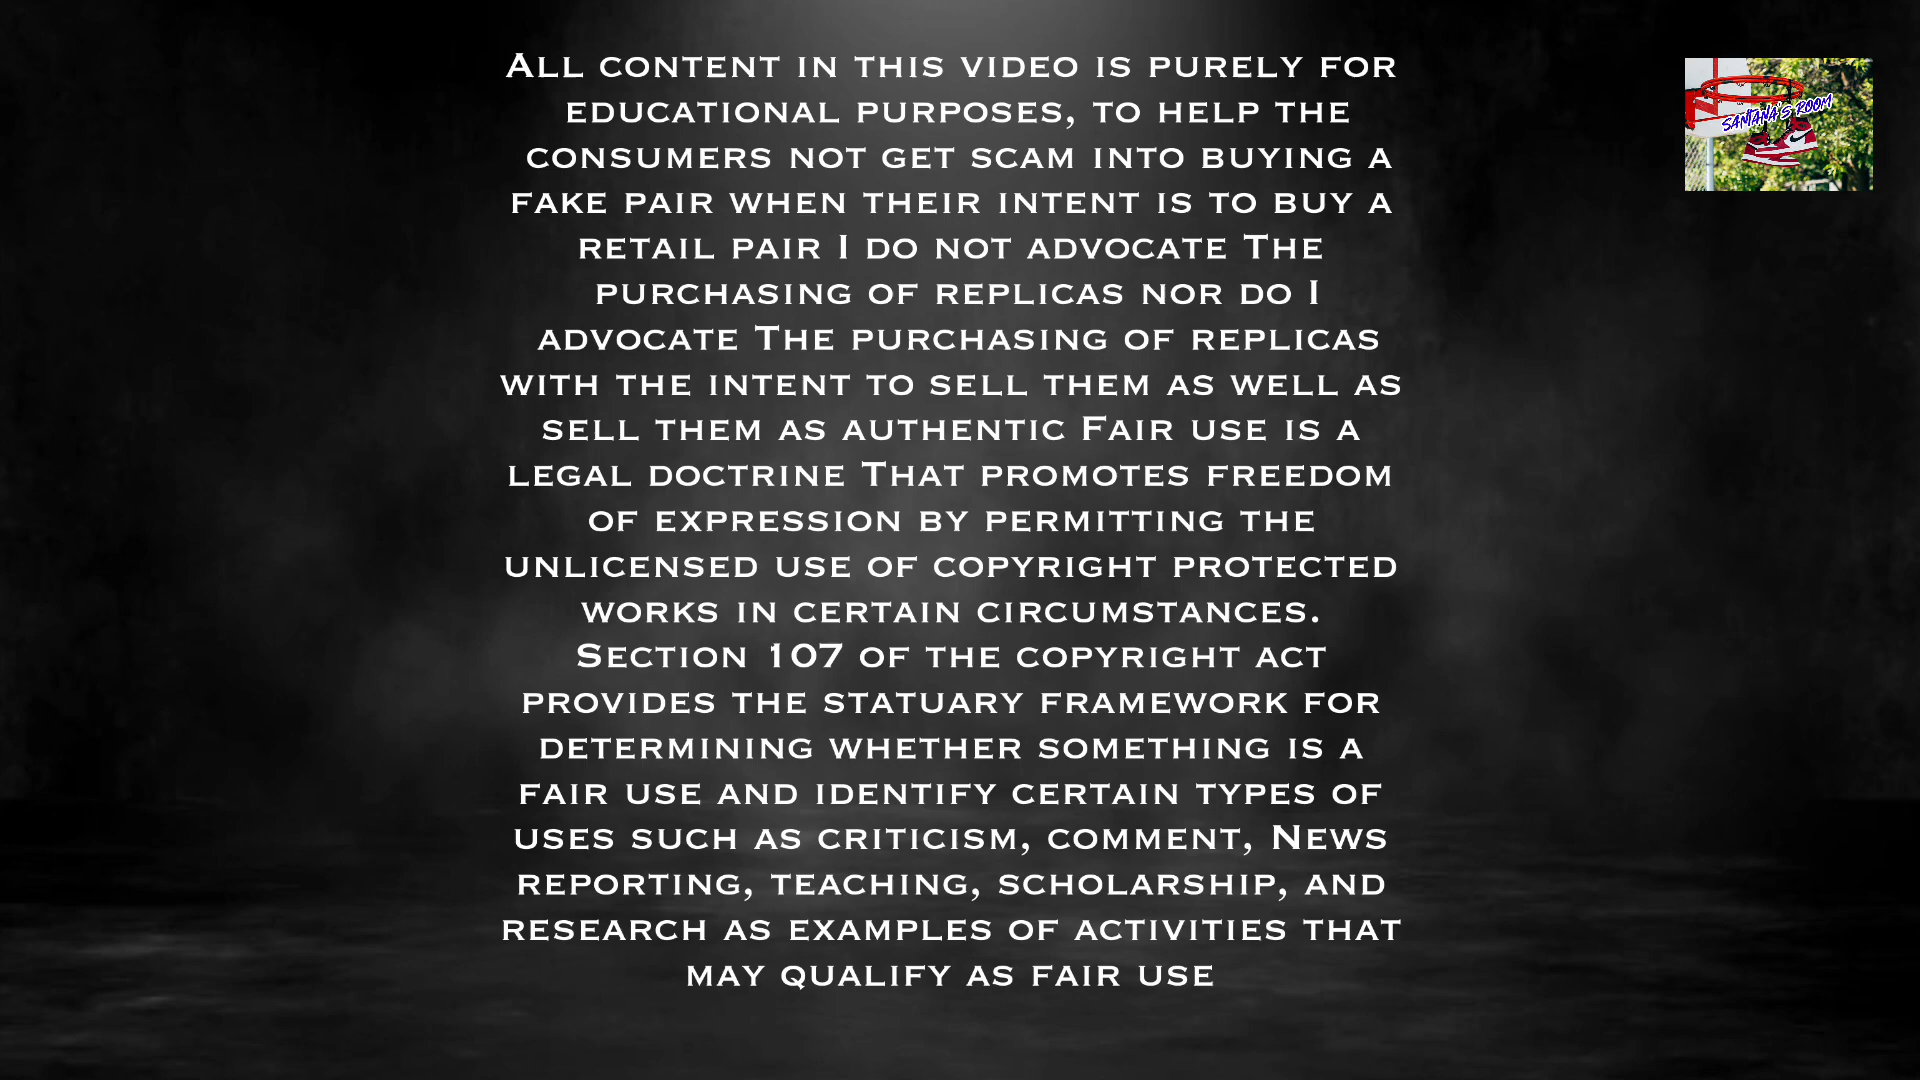 All content in this video is purely for
educational purposes, to help the
consumers not get scam into buying a
fake pair when their intent is to buy a
retail pair I do not advocate The
purchasing of replicas nor do I
advocate The purchasing of replicas
with the intent to sell them as well as
sell them as authentic Fair use is a
legal doctrine That promotes freedom
of expression by permitting the
unlicensed use of copyright protected
works in certain circumstances.
Section 107 of the copyright act
provides the statuary framework for
determining whether something is a
fair use and identify certain types of
uses such as criticism, comment, News
reporting, teaching, scholarship, and
research as examples of activities that
may qualify as fair use
SANTANA'S ROOM